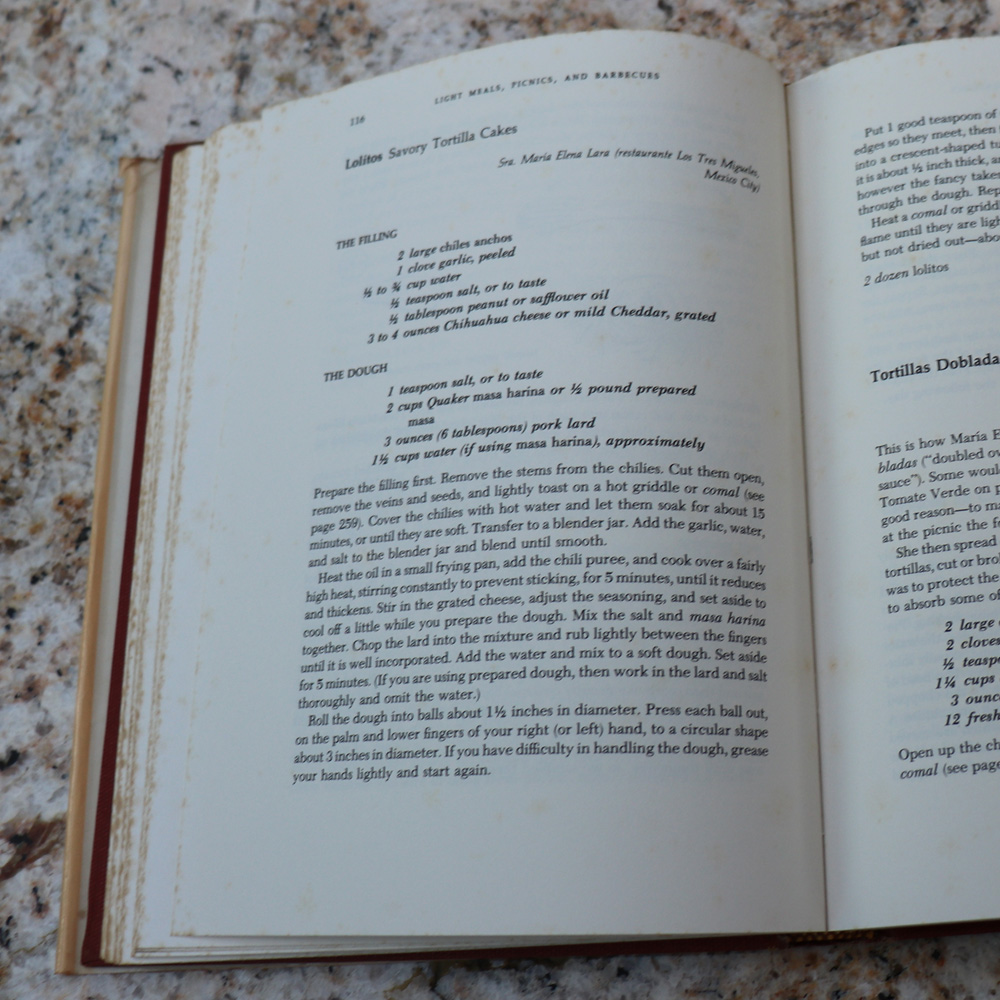 LIGHT MEALS, PICNICS, AND BARBECUES
116
Lolitos Savory Tortilla Cakes
Sra. María Elena Lara (restaurante Los Tres Migueles,
Mexico City)
THE FILLING
2 large chiles anchos
1 clove garlic, peeled
½ to ¾ cup water
½ teaspoon salt, or to taste
½ tablespoon peanut or safflower oil
3 to 4 ounces Chihuahua cheese or mild Cheddar, grated
THE DOUGH
1 teaspoon salt, or to taste
2 cups Quaker masa harina or ½ pound prepared
masa
3 ounces (6 tablespoons) pork lard
1½ cups water (if using masa harina), approximately
Prepare the filling first. Remove the stems from the chilies. Cut them open,
remove the veins and seeds, and lightly toast on a hot griddle or comal (see
page 259). Cover the chilies with hot water and let them soak for about 15
minutes, or until they are soft. Transfer to a blender jar. Add the garlic, water,
and salt to the blender jar and blend until smooth.
Heat the oil in a small frying pan, add the chili puree, and cook over a fairly
high heat, stirring constantly to prevent sticking, for 5 minutes, until it reduces
and thickens. Stir in the grated cheese, adjust the seasoning, and set aside to
cool off a little while you prepare the dough. Mix the salt and masa harina
together. Chop the lard into the mixture and rub lightly between the fingers
until it is well incorporated. Add the water and mix to a soft dough. Set aside
for 5 minutes. (If you are using prepared dough, then work in the lard and salt
thoroughly and omit the water.)
Roll the dough into balls about 1½ inches in diameter. Press each ball out,
on the palm and lower fingers of your right (or left) hand, to a circular shape
about 3 inches in diameter. If you have difficulty in handling the dough, grease
your hands lightly and start again.
Put 1 good teaspoon of
edges so they meet, then
into a crescent-shaped
it is about ½ inch thick,
however the fancy takes
through the dough.
Heat a comal or
flame until they are
but not dried out—
2 dozen lolitos
Tortillas
This is how María
bladas ("doubled
sauce"). Some
Tomate Verde on
good reason—to
at the picnic the
She then spread
tortillas, cut or
was to protect the
to absorb some of
2 large
2 cloves
½
1¼ cups
3
12 fresh
Open up the
comal (see